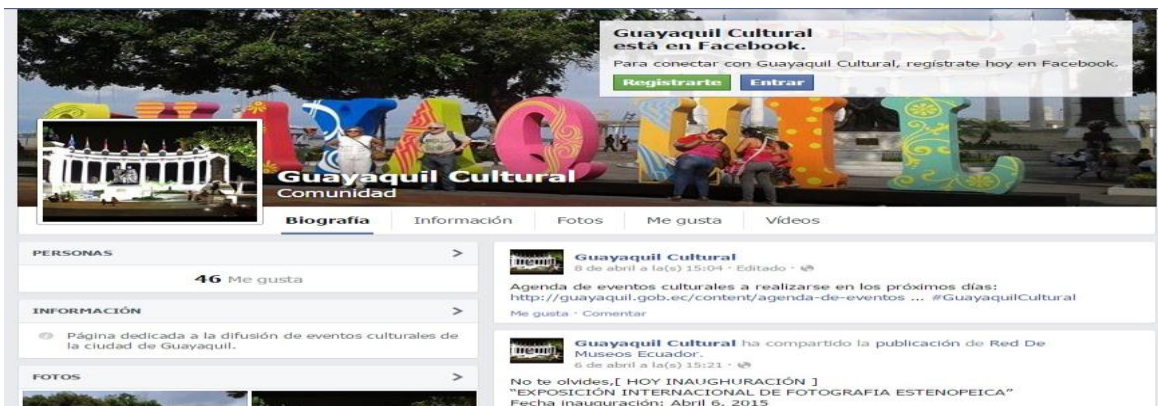 Guayaquil Cultural
está en Facebook.
Para conectar con Guayaquil Cultural, regístrate hoy en Facebook.
Registrarte Entrar
GUAYAQUIL
Guayaquil Cultural
Comunidad
Biografía Información Fotos Me gusta Vídeos
PERSONAS
46 Me gusta
INFORMACIÓN
Página dedicada a la difusión de eventos culturales de
la ciudad de Guayaquil.
FOTOS
Guayaquil Cultural
8 de abril a la(s) 15:04 · Editado ·
Agenda de eventos culturales a realizarse en los próximos días:
http://guayaquil.gob.ec/content/agenda-de-eventos ... #GuayaquilCultural
Me gusta · Comentar
Guayaquil Cultural ha compartido la publicación de Red De
Museos Ecuador.
6 de abril a la(s) 15:21 ·
No te olvides,[ HOY INAUGHURACIÓN ]
"EXPOSICIÓN INTERNACIONAL DE FOTOGRAFIA ESTENOPEICA"
Fecha inauguración: Abril 6, 2015